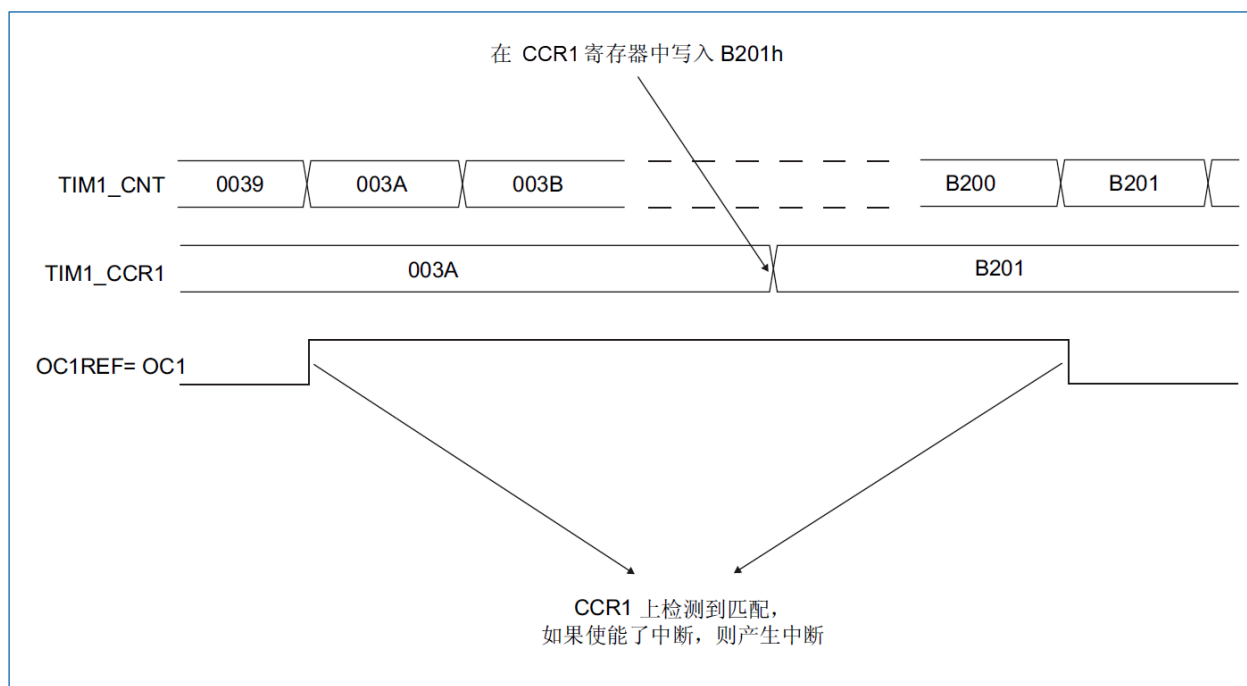 在 CCR1 寄存器中写入 B201h
TIM1_CNT 0039 003A 003B B200 B201
TIM1_CCR1 003A B201
OC1REF= OC1
CCR1 上检测到匹配，
如果使能了中断，则产生中断